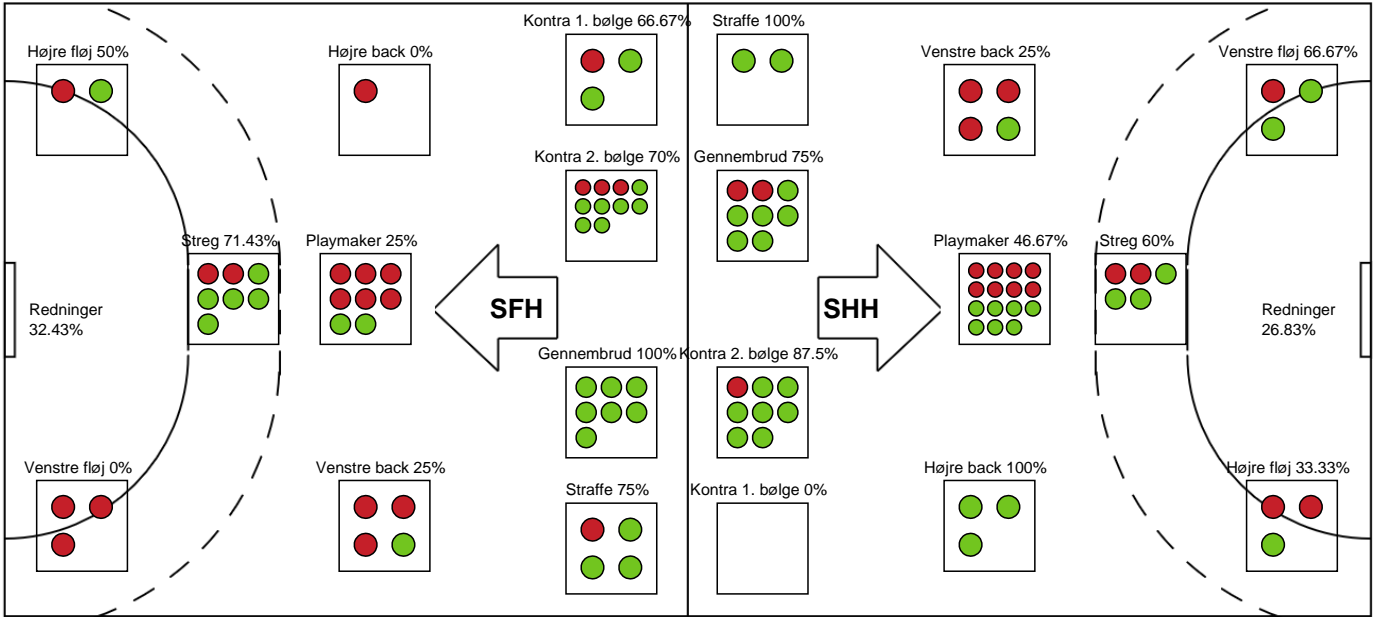 Kontra 1. bølge 66.67%
Straffe 100%
Højre fløj 50%
Højre back 0%
Venstre back 25%
Venstre fløj 66.67%
Kontra 2. bølge 70%
Gennembrud 75%
Streg 71.43%
Playmaker 25%
Playmaker 46.67%
Streg 60%
Redninger
32.43%
SFH
SHH
Redninger
26.83%
Gennembrud 100%
Kontra 2. bølge 87.5%
Venstre fløj 0%
Venstre back 25%
Straffe 75%
Kontra 1. bølge 0%
Højre back 100%
Højre fløj 33.33%